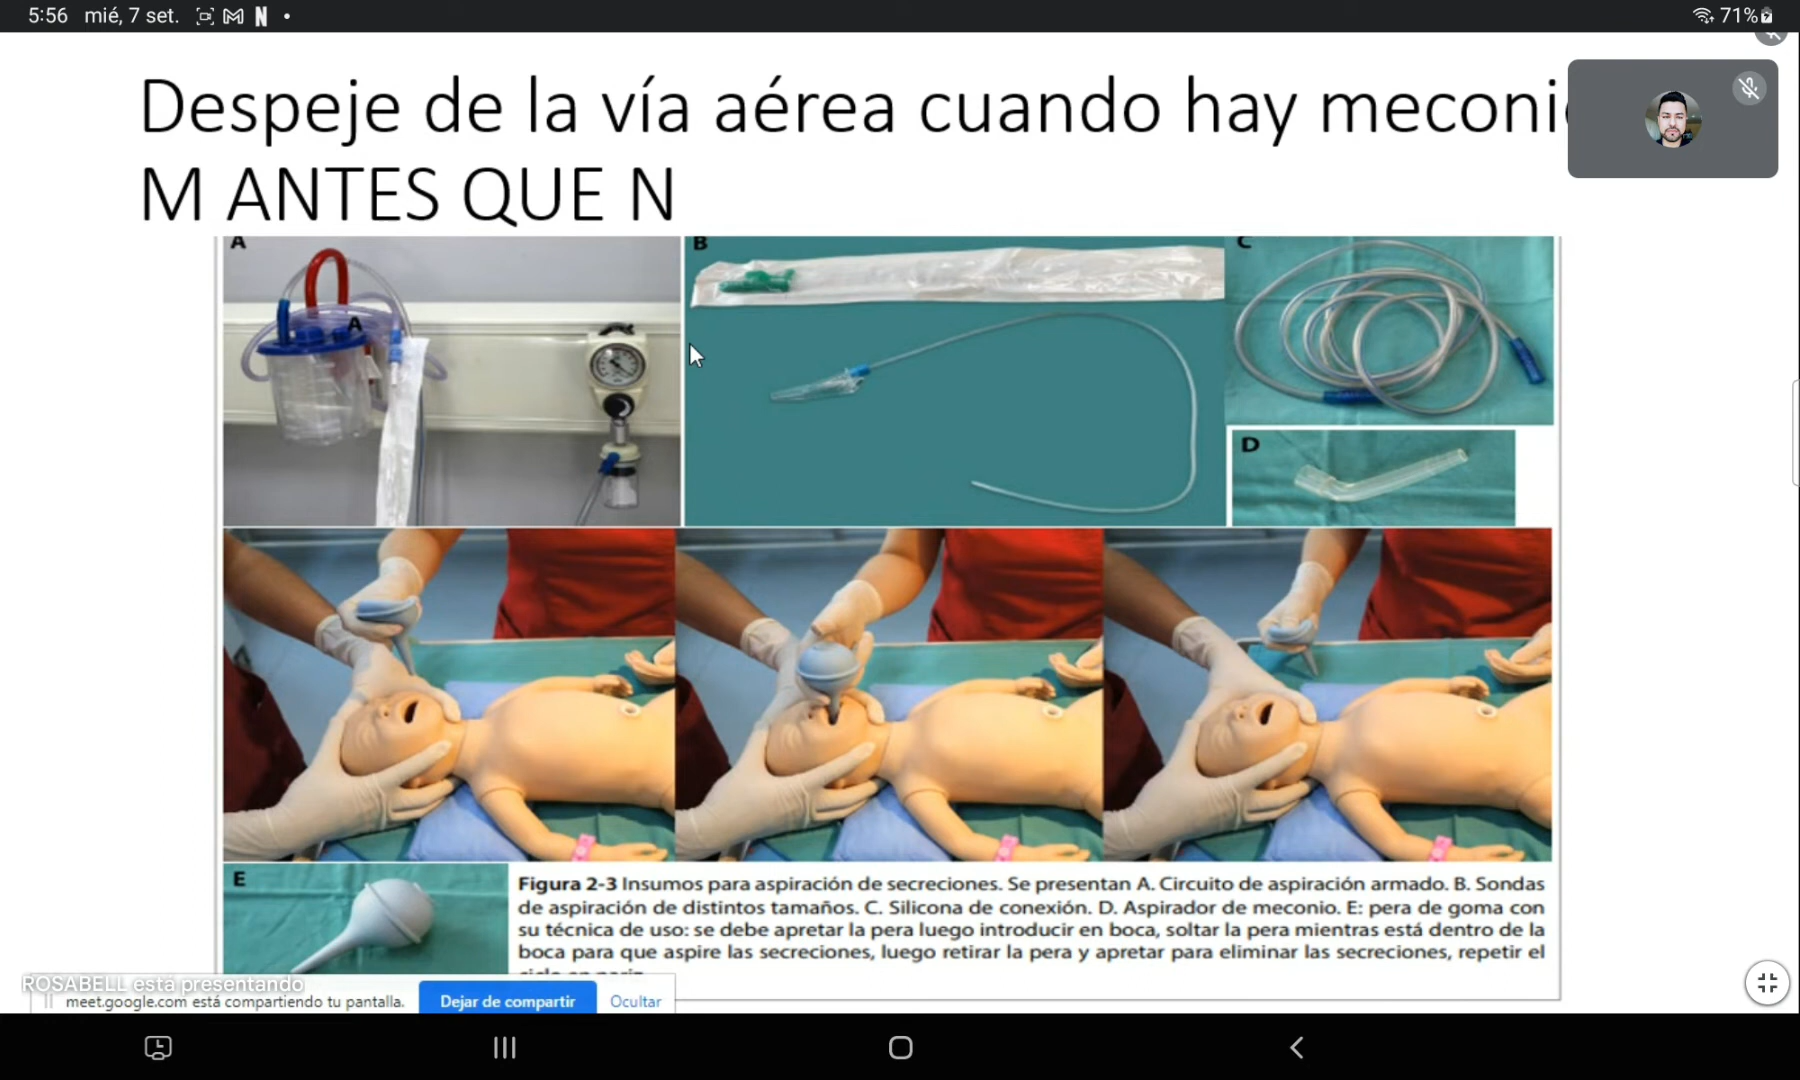 5:56 mié, 7 set.
71%
Despeje de la vía aérea cuando hay meconi
M ANTES QUE N
A
B
C
A
D
E
Figura 2-3 Insumos para aspiración de secreciones. Se presentan A. Circuito de aspiración armado. B. Sondas
de aspiración de distintos tamaños. C. Silicona de conexión. D. Aspirador de meconio. E: pera de goma con
su técnica de uso: se debe apretar la pera luego introducir en boca, soltar la pera mientras está dentro de la
boca para que aspire las secreciones, luego retirar la pera y apretar para eliminar las secreciones, repetir el
ROSABELL está presentando
meet.google.com está compartiendo tu pantalla.
Dejar de compartir
Ocultar